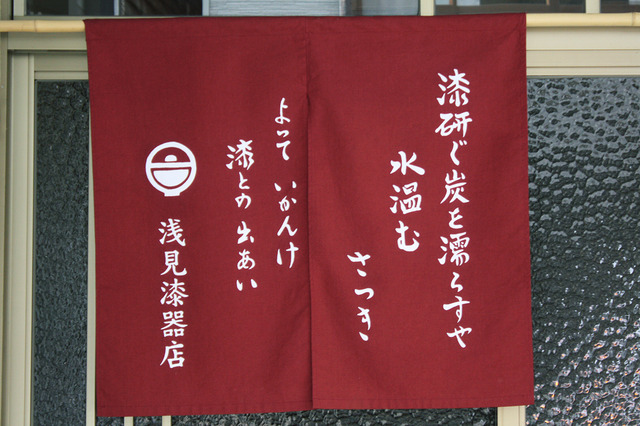 漆研ぐ炭を濡らすや
水温む
さつき
よって いかんけ
漆との出あい
浅見漆器店